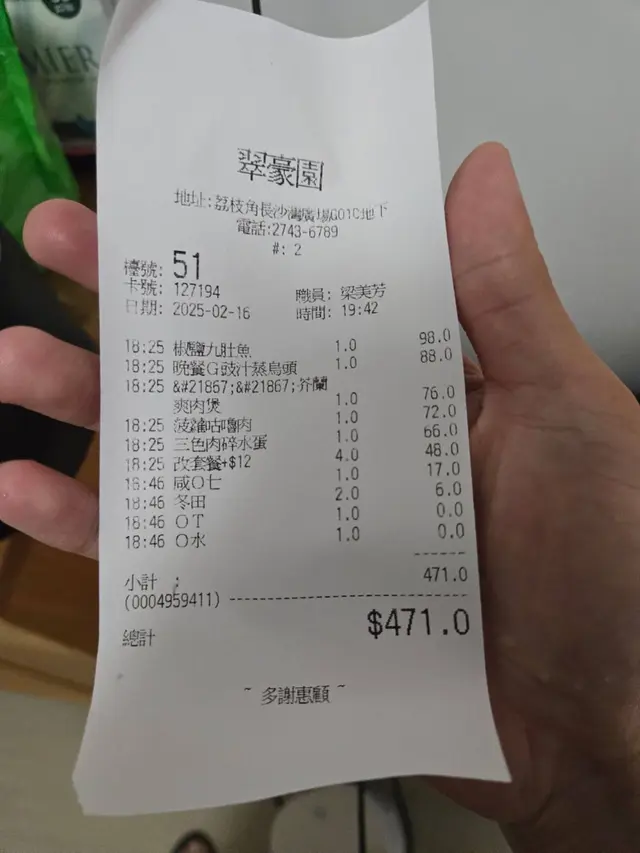 MIER
翠豪園
地址:荔枝角長沙灣廣場G01C地下
電話:2743-6789
#: 2
檯號: 51
卡號: 127194 職員: 梁美芳
日期: 2025-02-16 時間: 19:42
18:25 椒鹽九肚魚 1.0 98.0
18:25 晚餐G豉汁蒸烏頭 1.0 88.0
18:25 &#21867;&#21867;芥蘭
爽肉煲 1.0 76.0
18:25 菠蘿咕嚕肉 1.0 72.0
18:25 三色肉碎水蛋 1.0 66.0
18:25 改套餐+$12 4.0 48.0
18:46 咸O七 1.0 17.0
18:46 冬田 2.0 6.0
18:46 OT 1.0 0.0
18:46 O水 1.0 0.0
小計 : 471.0
(0004959411)
總計 $471.0
~ 多謝惠顧 ~